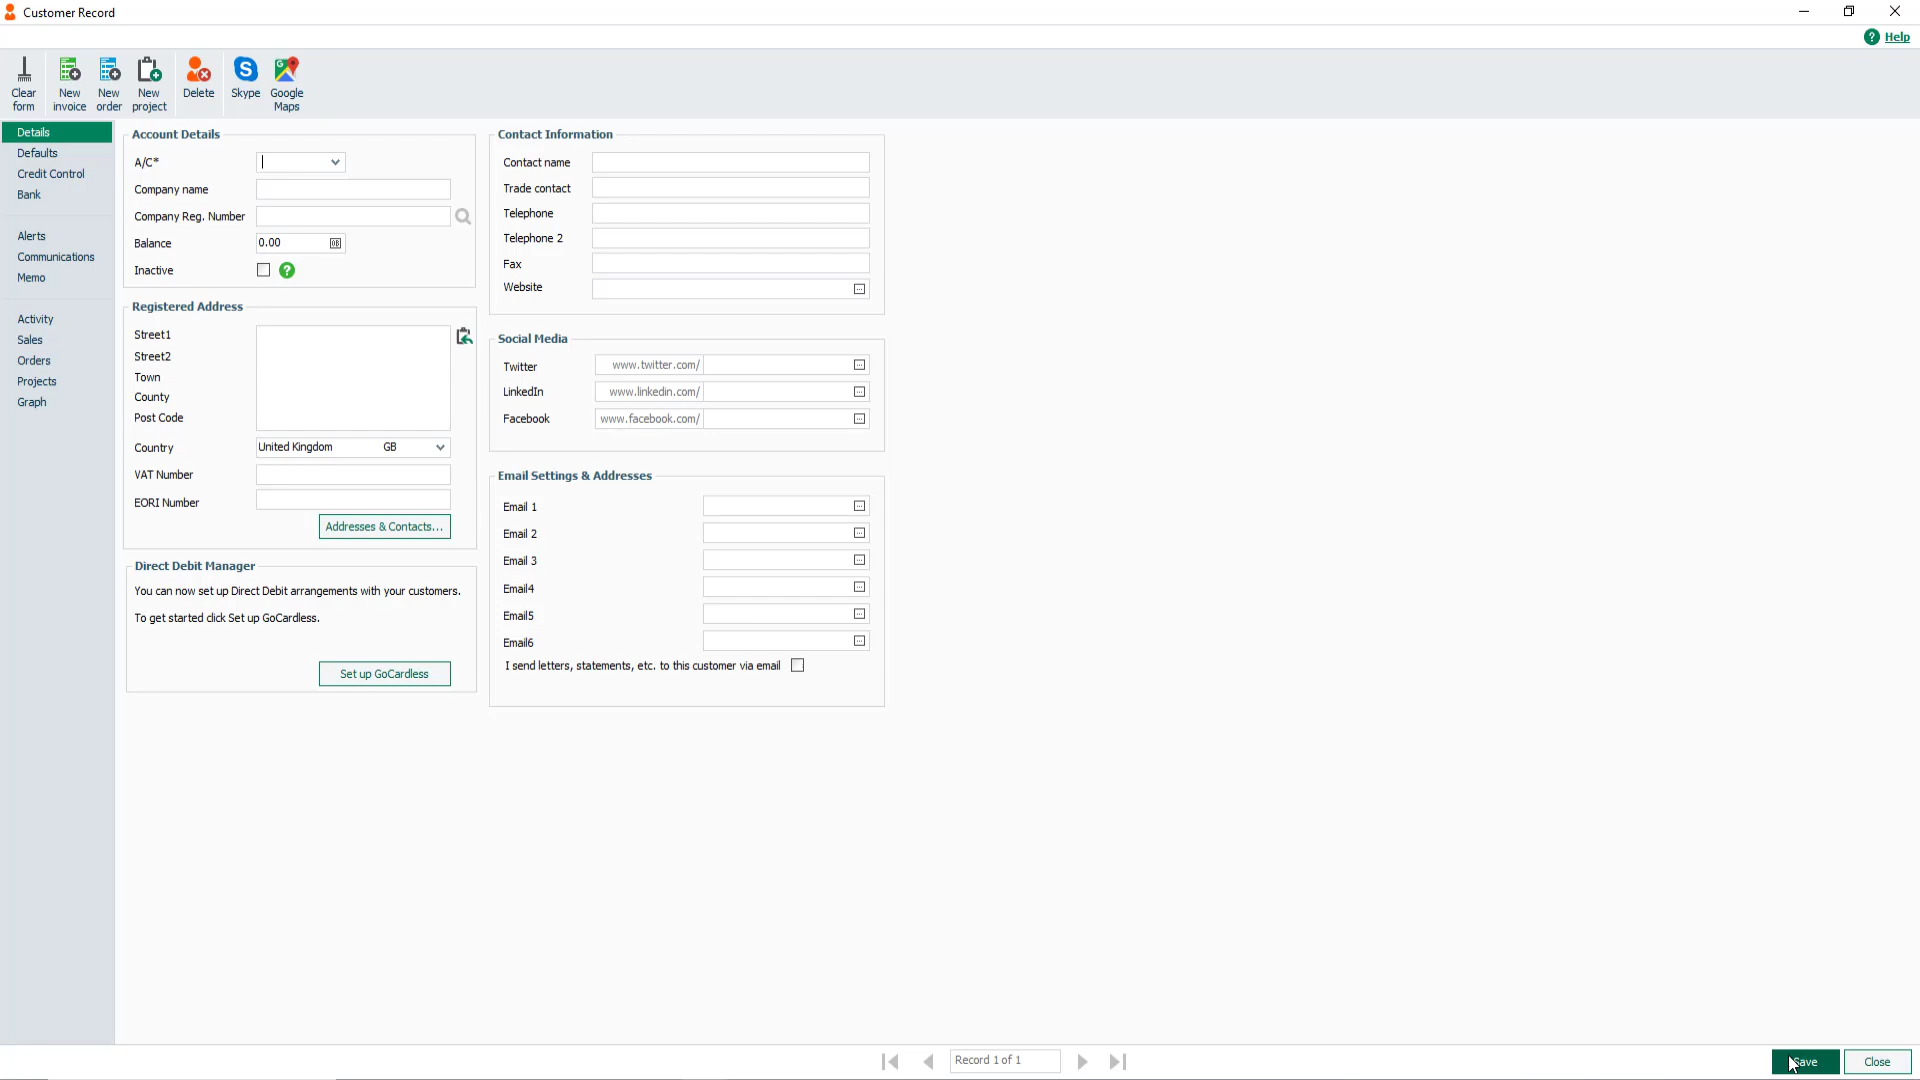 Customer Record
Help
Clear form
New invoice
New order
New project
Delete
Skype
Google Maps
Details
Defaults
Credit Control
Bank
Alerts
Communications
Memo
Activity
Sales
Orders
Projects
Graph
Account Details
A/C*
Company name
Company Reg. Number
Balance 0.00
Inactive
Registered Address
Street1
Street2
Town
County
Post Code
Country United Kingdom GB
VAT Number
EORI Number
Addresses & Contacts...
Direct Debit Manager
You can now set up Direct Debit arrangements with your customers.
To get started click Set up GoCardless.
Set up GoCardless
Contact Information
Contact name
Trade contact
Telephone
Telephone 2
Fax
Website
Social Media
Twitter www.twitter.com/
LinkedIn www.linkedin.com/
Facebook www.facebook.com/
Email Settings & Addresses
Email 1
Email 2
Email 3
Email4
Email5
Email6
I send letters, statements, etc. to this customer via email
Record 1 of 1
Save
Close